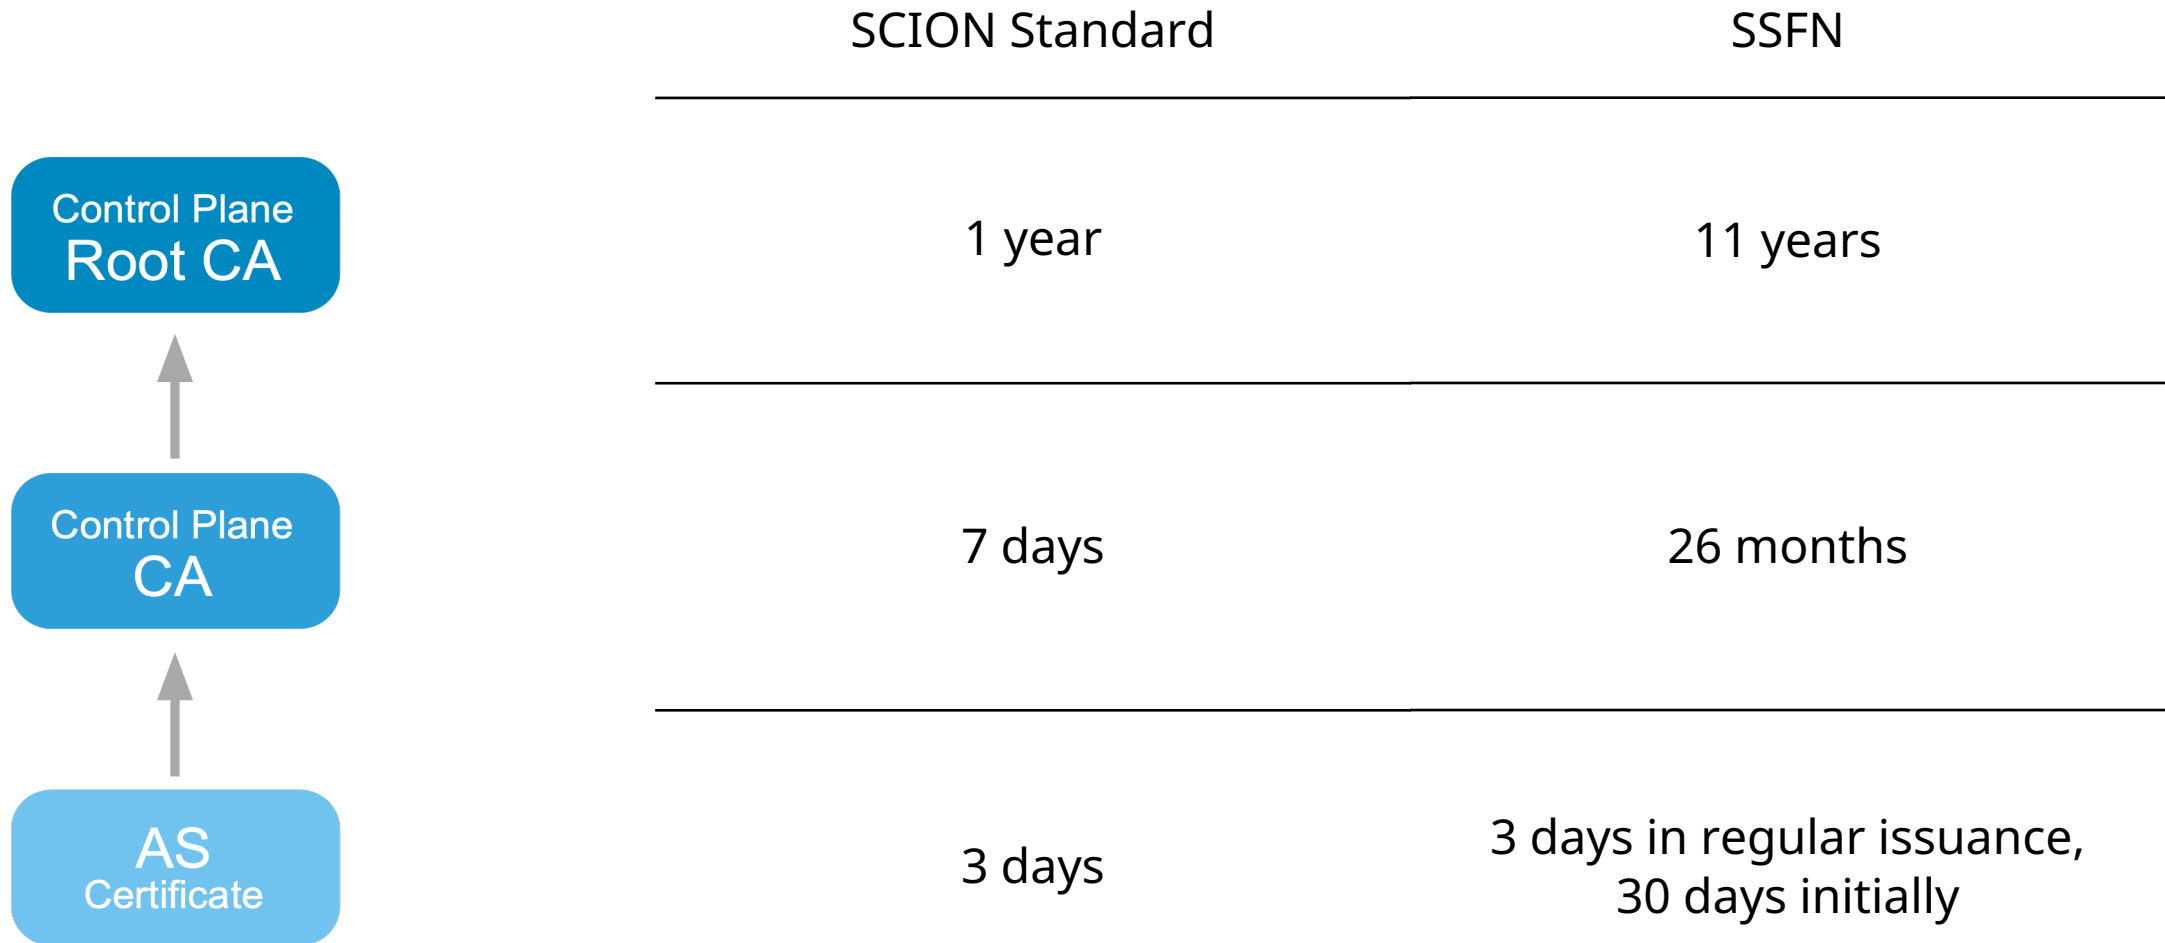 SCION Standard
SSFN
Control Plane
Root CA
1 year
11 years
Control Plane
CA
7 days
26 months
AS
Certificate
3 days
3 days in regular issuance,
30 days initially